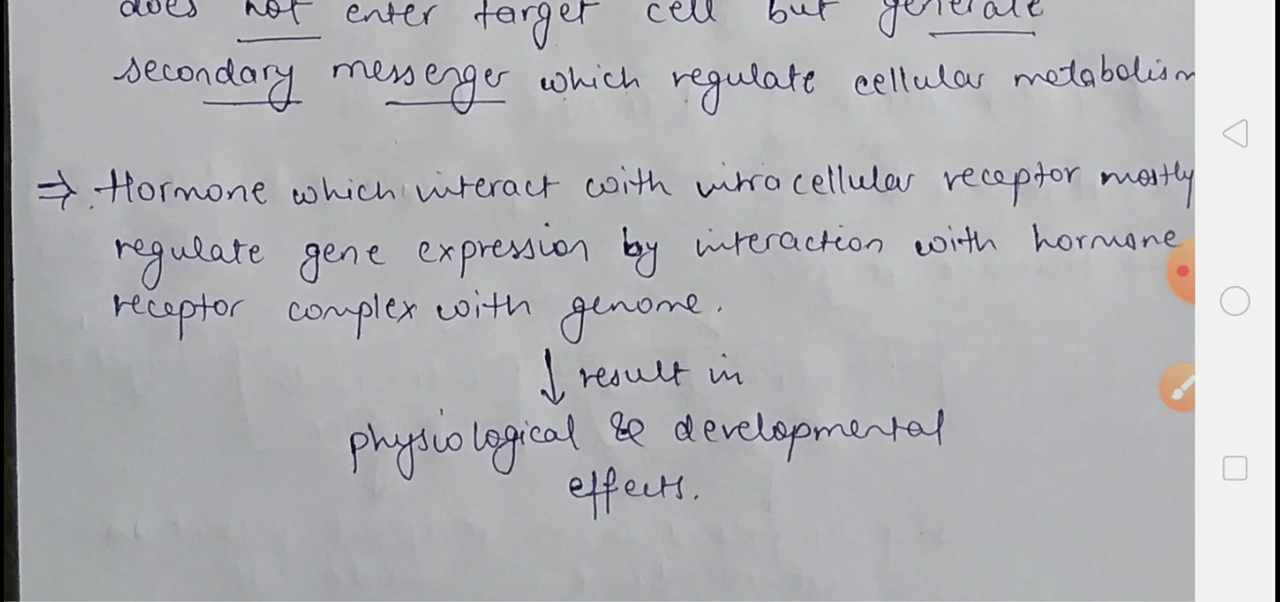 does not enter target cell but generate
secondary messenger which regulate cellular metabolism
⇒ Hormone which interact with intracellular receptor mostly
regulate gene expression by interaction with hormone
receptor complex with genome.
↓ result in
physiological & developmental
effects.